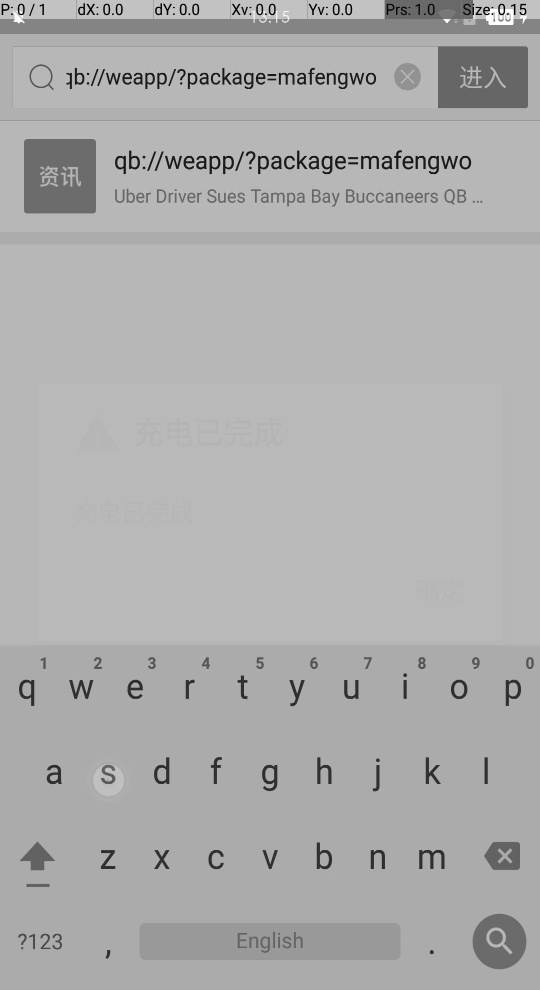 P: 0 / 1 dX: 0.0 dY: 0.0 Xv: 0.0 Yv: 0.0 Prs: 1.0 Size: 0.15
15:15 100
qb://weapp/?package=mafengwo 进入
资讯 qb://weapp/?package=mafengwo
Uber Driver Sues Tampa Bay Buccaneers QB ...
充电已完成
充电已完成
确定
1 2 3 4 5 6 7 8 9 0
q w e r t y u i o p
a s d f g h j k l
z x c v b n m
?123 , English .